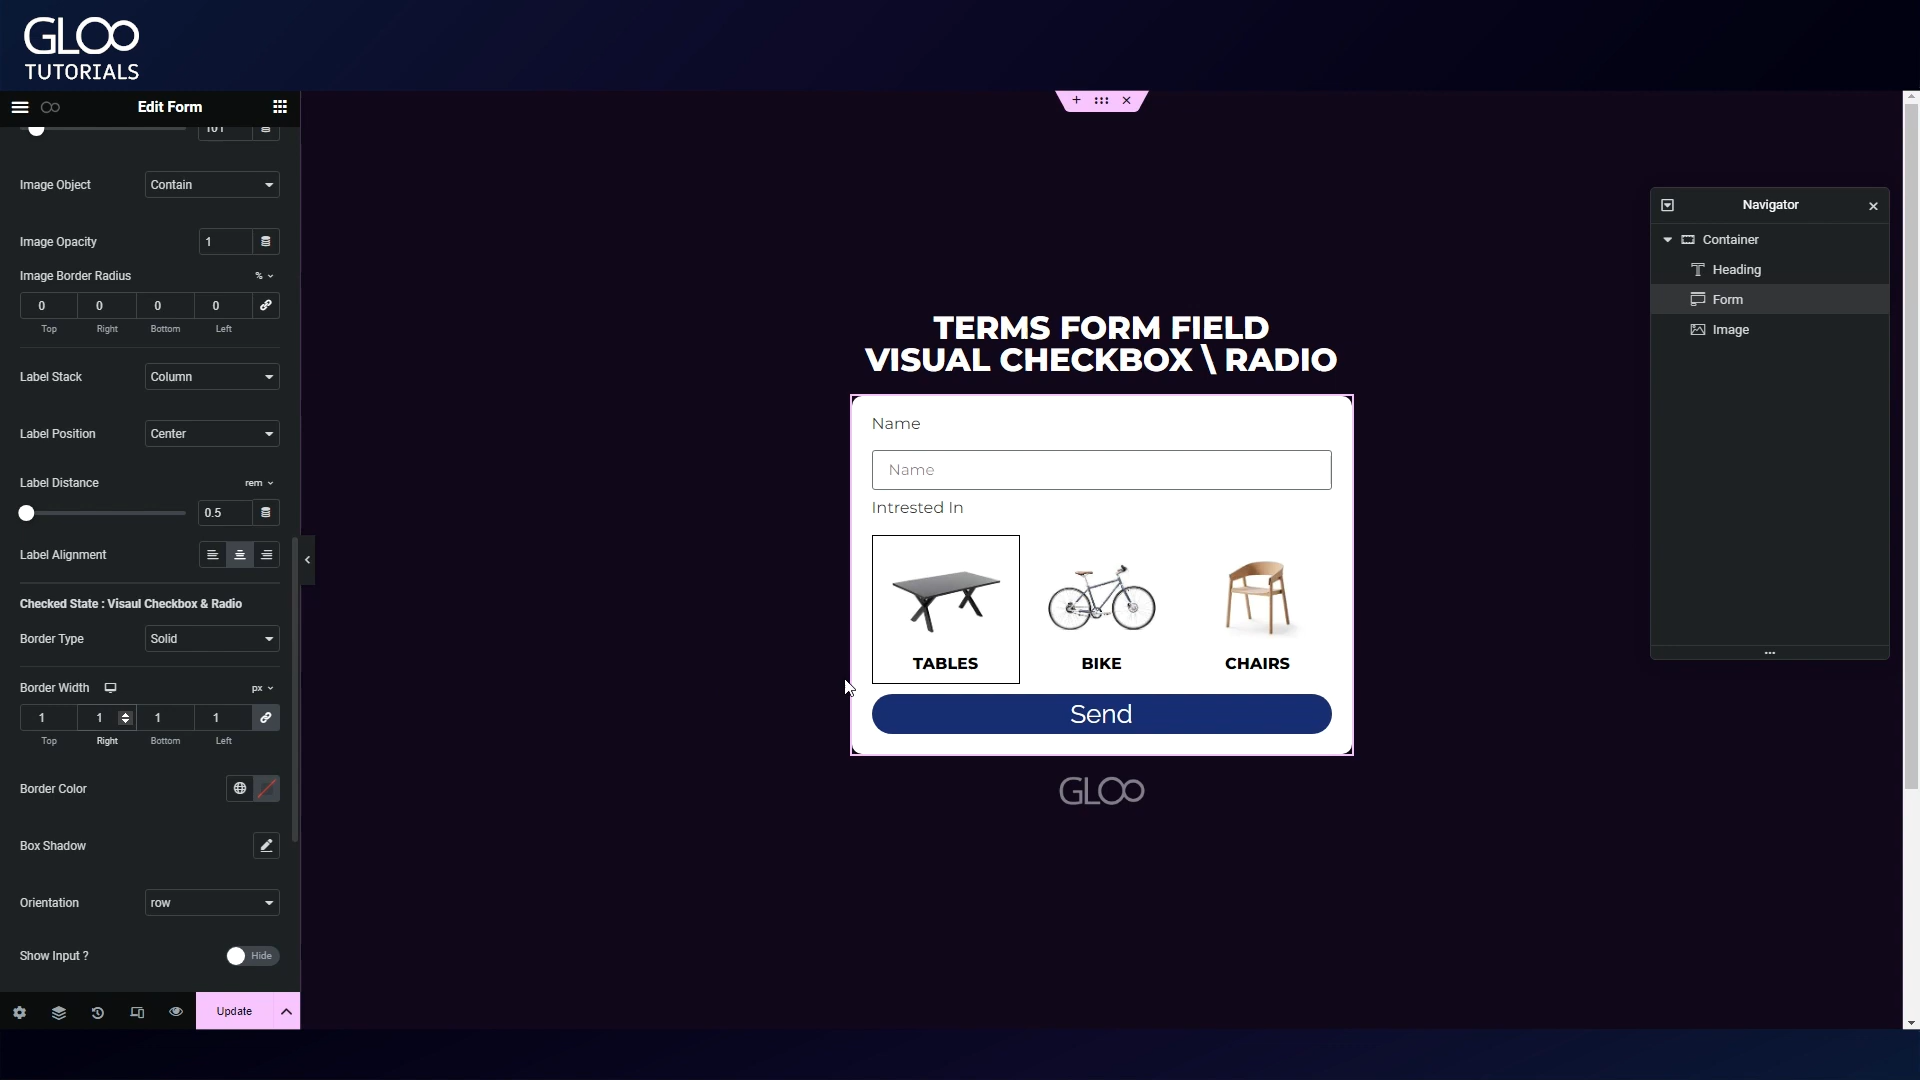 GLOO
TUTORIALS
Edit Form
Image Object
Contain
Image Opacity
1
Image Border Radius
%
0 0 0 0
Top Right Bottom Left
Label Stack
Column
Label Position
Center
Label Distance
rem
0.5
Label Alignment
Checked State : Visaul Checkbox & Radio
Border Type
Solid
Border Width
px
1 1 1 1
Top Right Bottom Left
Border Color
Box Shadow
Orientation
row
Show Input ?
Hide
Update
TERMS FORM FIELD
VISUAL CHECKBOX \ RADIO
Name
Name
Intrested In
TABLES BIKE CHAIRS
Send
GLOO
Navigator
Container
Heading
Form
Image